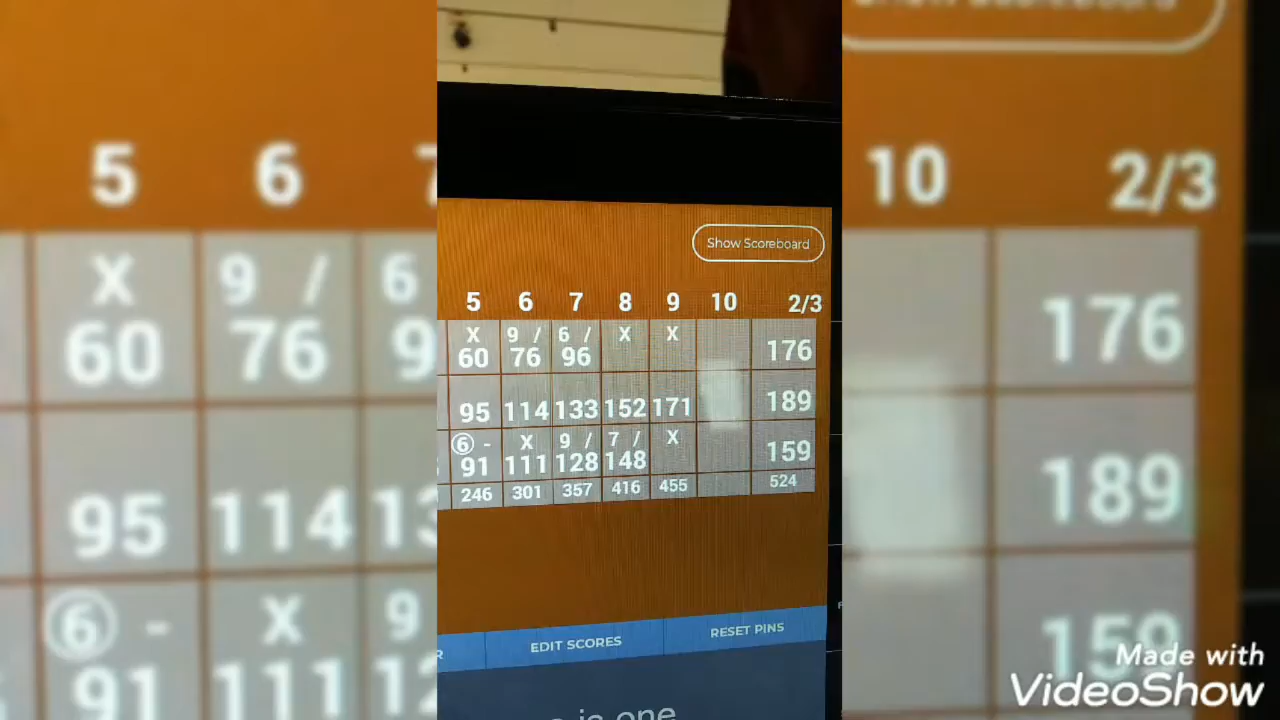 Show Scoreboard
5 6 7 8 9 10 2/3
X 9 / 6 / X X
60 76 96 176
95 114 133 152 171 189
⑥ - X 9 / 7 / X
91 111 128 148 159
246 301 357 416 455 524
EDIT SCORES RESET PINS
is one
Made with
VideoShow